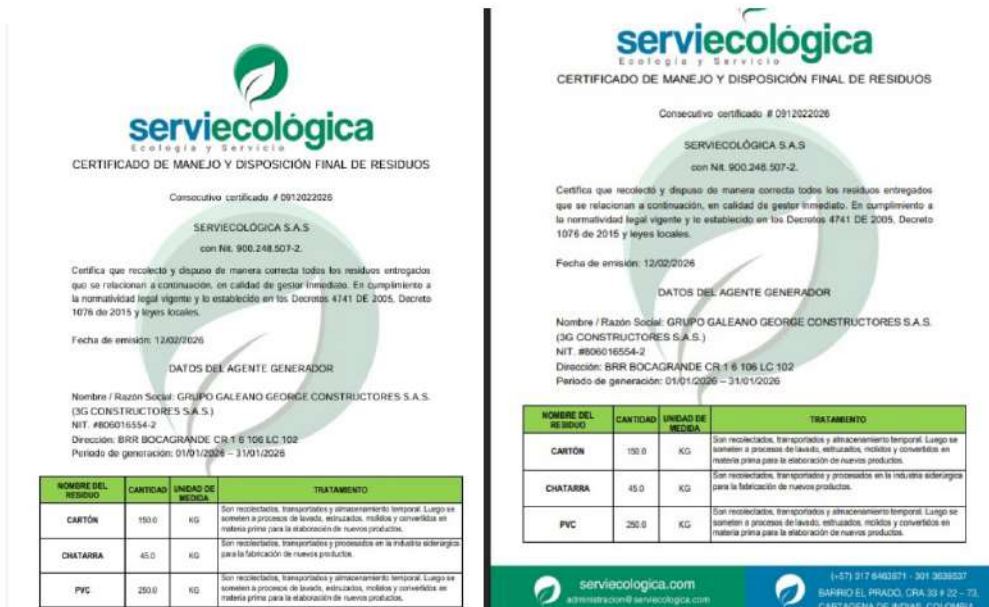 serviecológica
Ecología y Servicio
CERTIFICADO DE MANEJO Y DISPOSICIÓN FINAL DE RESIDUOS
Consecutivo certificado # 0912022026
SERVIECOLÓGICA S.A.S
con Nit. 900.248.507-2.
Certifica que recolectó y dispuso de manera correcta todos los residuos entregados
que se relacionan a continuación, en calidad de gestor inmediato. En cumplimiento a
la normatividad legal vigente y lo establecido en los Decretos 4741 DE 2005, Decreto
1076 de 2015 y leyes locales.
Fecha de emisión: 12/02/2026
DATOS DEL AGENTE GENERADOR
Nombre / Razón Social: GRUPO GALEANO GEORGE CONSTRUCTORES S.A.S.
(3G CONSTRUCTORES S.A.S.)
NIT. #806016554-2
Dirección: BRR BOCAGRANDE CR 1 6 106 LC 102
Periodo de generación: 01/01/2026 – 31/01/2026
NOMBRE DEL RESIDUO CANTIDAD UNIDAD DE MEDIDA TRATAMIENTO
CARTÓN 150.0 KG Son recolectados, transportados y almacenamiento temporal. Luego se
someten a procesos de lavado, estruzados, molidos y convertidos en
materia prima para la elaboración de nuevos productos.
CHATARRA 45.0 KG Son recolectados, transportados y procesados en la industria siderúrgica
para la fabricación de nuevos productos.
PVC 250.0 KG Son recolectados, transportados y almacenamiento temporal. Luego se
someten a procesos de lavado, estruzados, molidos y convertidos en
materia prima para la elaboración de nuevos productos.
serviecológica
Ecología y Servicio
CERTIFICADO DE MANEJO Y DISPOSICIÓN FINAL DE RESIDUOS
Consecutivo certificado # 0912022026
SERVIECOLÓGICA S.A.S
con Nit. 900.248.507-2.
Certifica que recolectó y dispuso de manera correcta todos los residuos entregados
que se relacionan a continuación, en calidad de gestor inmediato. En cumplimiento a
la normatividad legal vigente y lo establecido en los Decretos 4741 DE 2005, Decreto
1076 de 2015 y leyes locales.
Fecha de emisión: 12/02/2026
DATOS DEL AGENTE GENERADOR
Nombre / Razón Social: GRUPO GALEANO GEORGE CONSTRUCTORES S.A.S.
(3G CONSTRUCTORES S.A.S.)
NIT. #806016554-2
Dirección: BRR BOCAGRANDE CR 1 6 106 LC 102
Periodo de generación: 01/01/2026 – 31/01/2026
NOMBRE DEL RESIDUO CANTIDAD UNIDAD DE MEDIDA TRATAMIENTO
CARTÓN 150.0 KG Son recolectados, transportados y almacenamiento temporal. Luego se
someten a procesos de lavado, estruzados, molidos y convertidos en
materia prima para la elaboración de nuevos productos.
CHATARRA 45.0 KG Son recolectados, transportados y procesados en la industria siderúrgica
para la fabricación de nuevos productos.
PVC 250.0 KG Son recolectados, transportados y almacenamiento temporal. Luego se
someten a procesos de lavado, estruzados, molidos y convertidos en
materia prima para la elaboración de nuevos productos.
serviecologica.com
administracion@serviecologica.com
(+57) 317 6463871 - 301 3639537
BARRIO EL PRADO, CRA 33 # 22 – 73,
CARTAGENA DE INDIAS, COLOMBIA